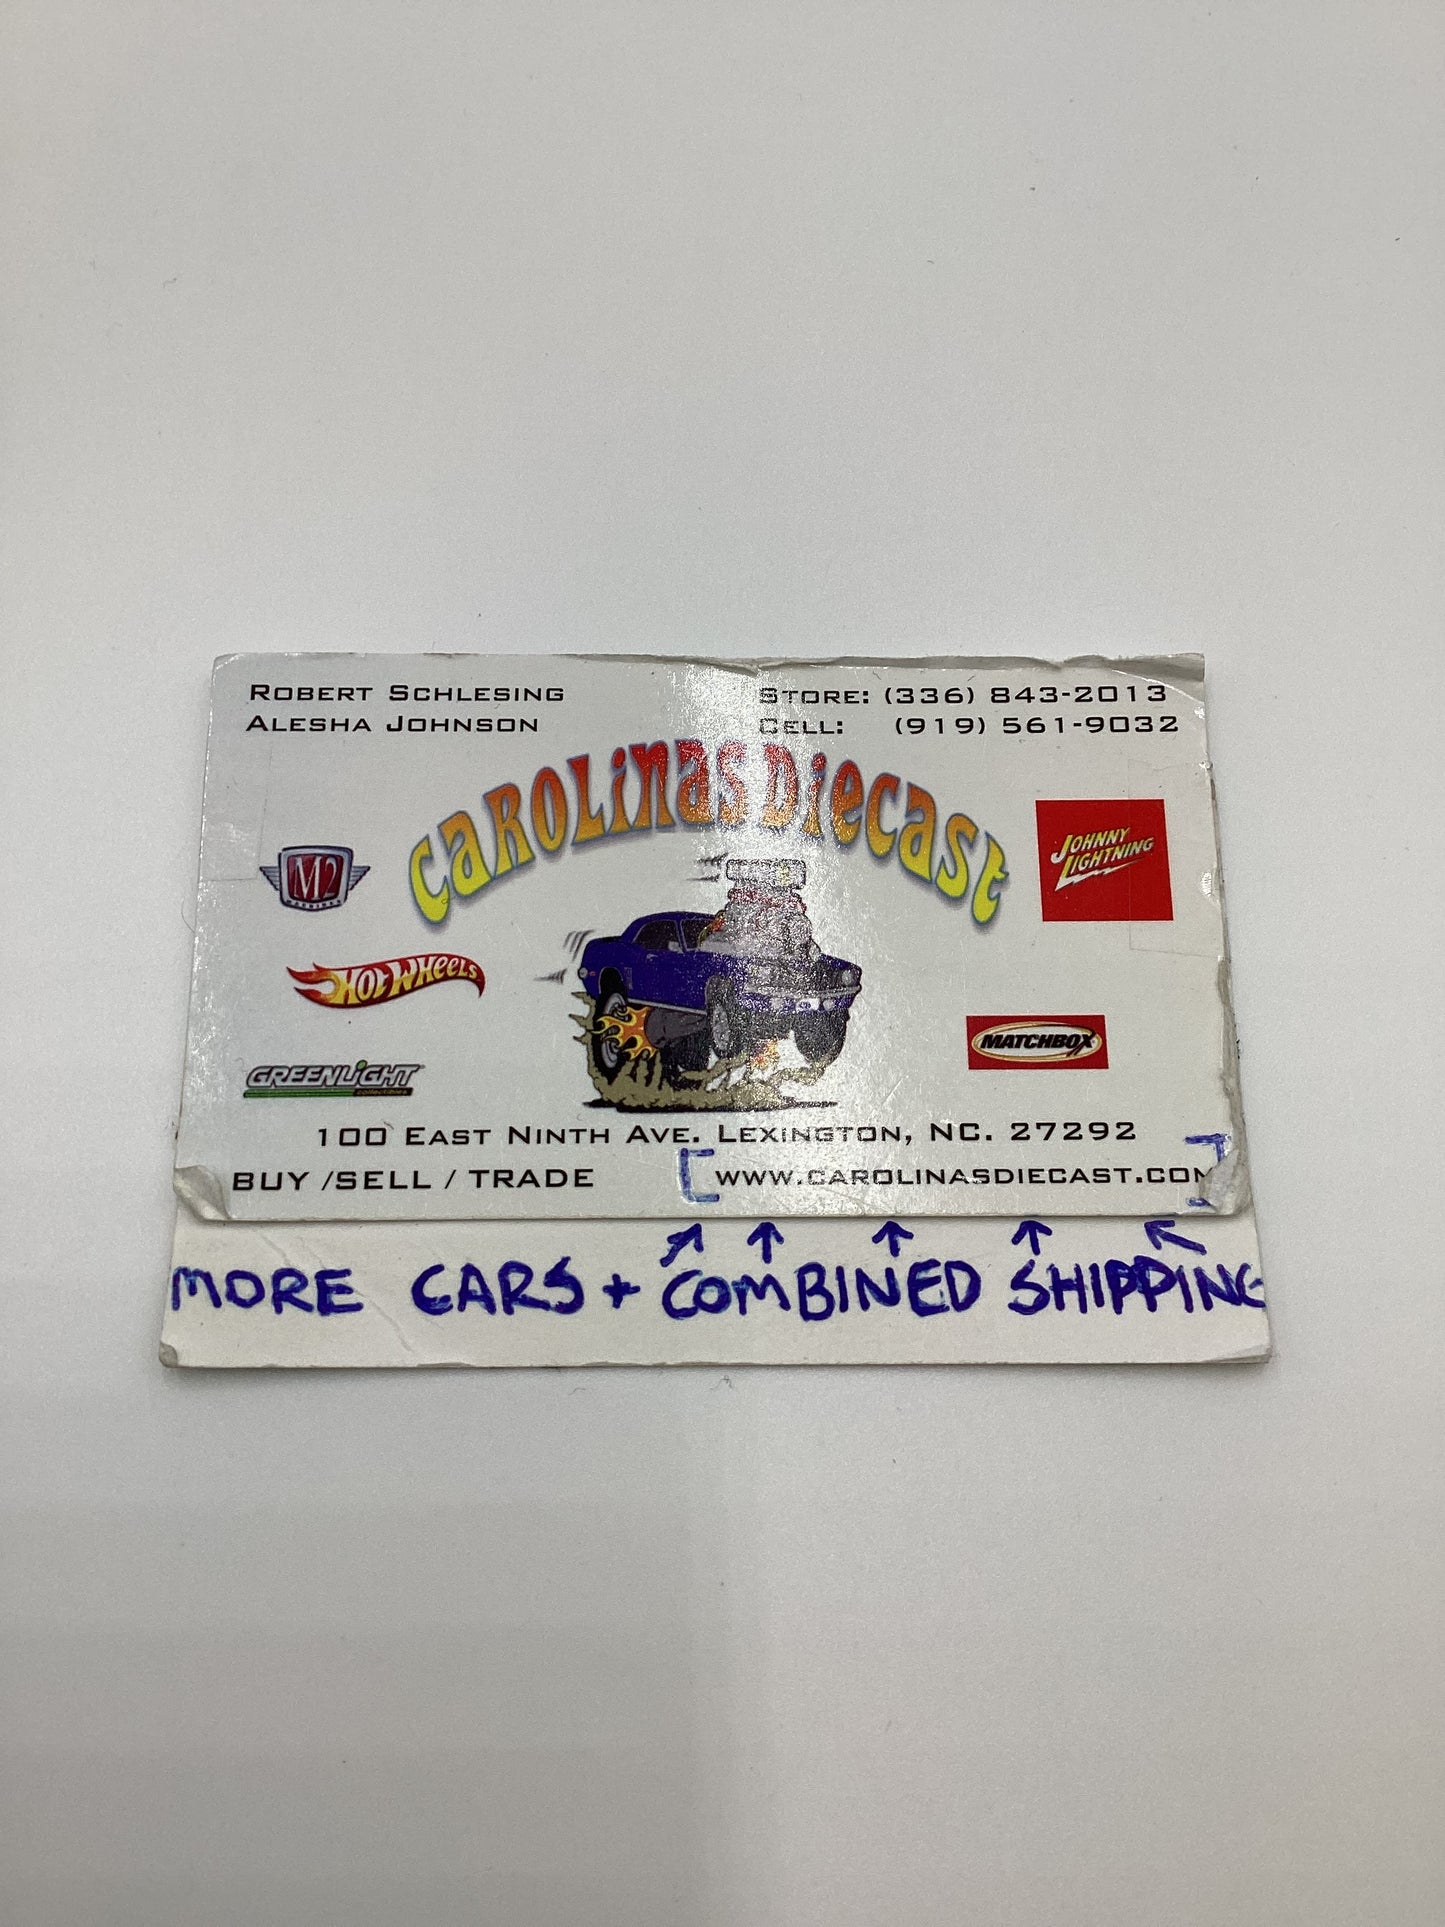 ROBERT SCHLESING
ALESHA JOHNSON
STORE: (336) 843-2013
CELL: (919) 561-9032
CAROLINAS DIECAST
M2
MACHINES
JOHNNY
LIGHTNING
HOT WHEELS
MATCHBOX
GREENLIGHT
collectibles
100 EAST NINTH AVE. LEXINGTON, NC. 27292
BUY /SELL / TRADE [WWW.CAROLINASDIECAST.COM]
↗ ↑ ↑ ↑ ↖
MORE CARS + COMBINED SHIPPING